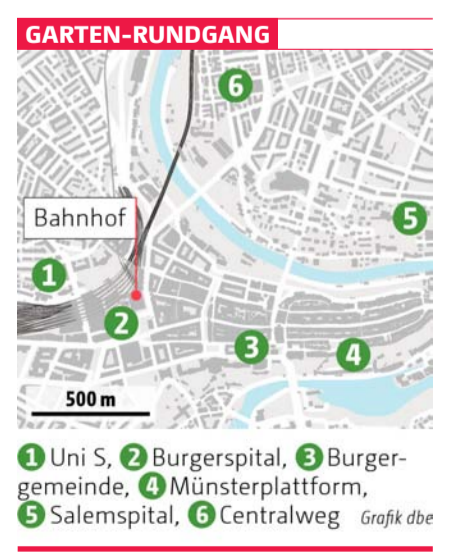 GARTEN-RUNDGANG
6
5
Bahnhof
1
2
3
4
500 m
1 Uni S, 2 Burgerspital, 3 Burger-
gemeinde, 4 Münsterplattform,
5 Salemspital, 6 Centralweg Grafik dbe